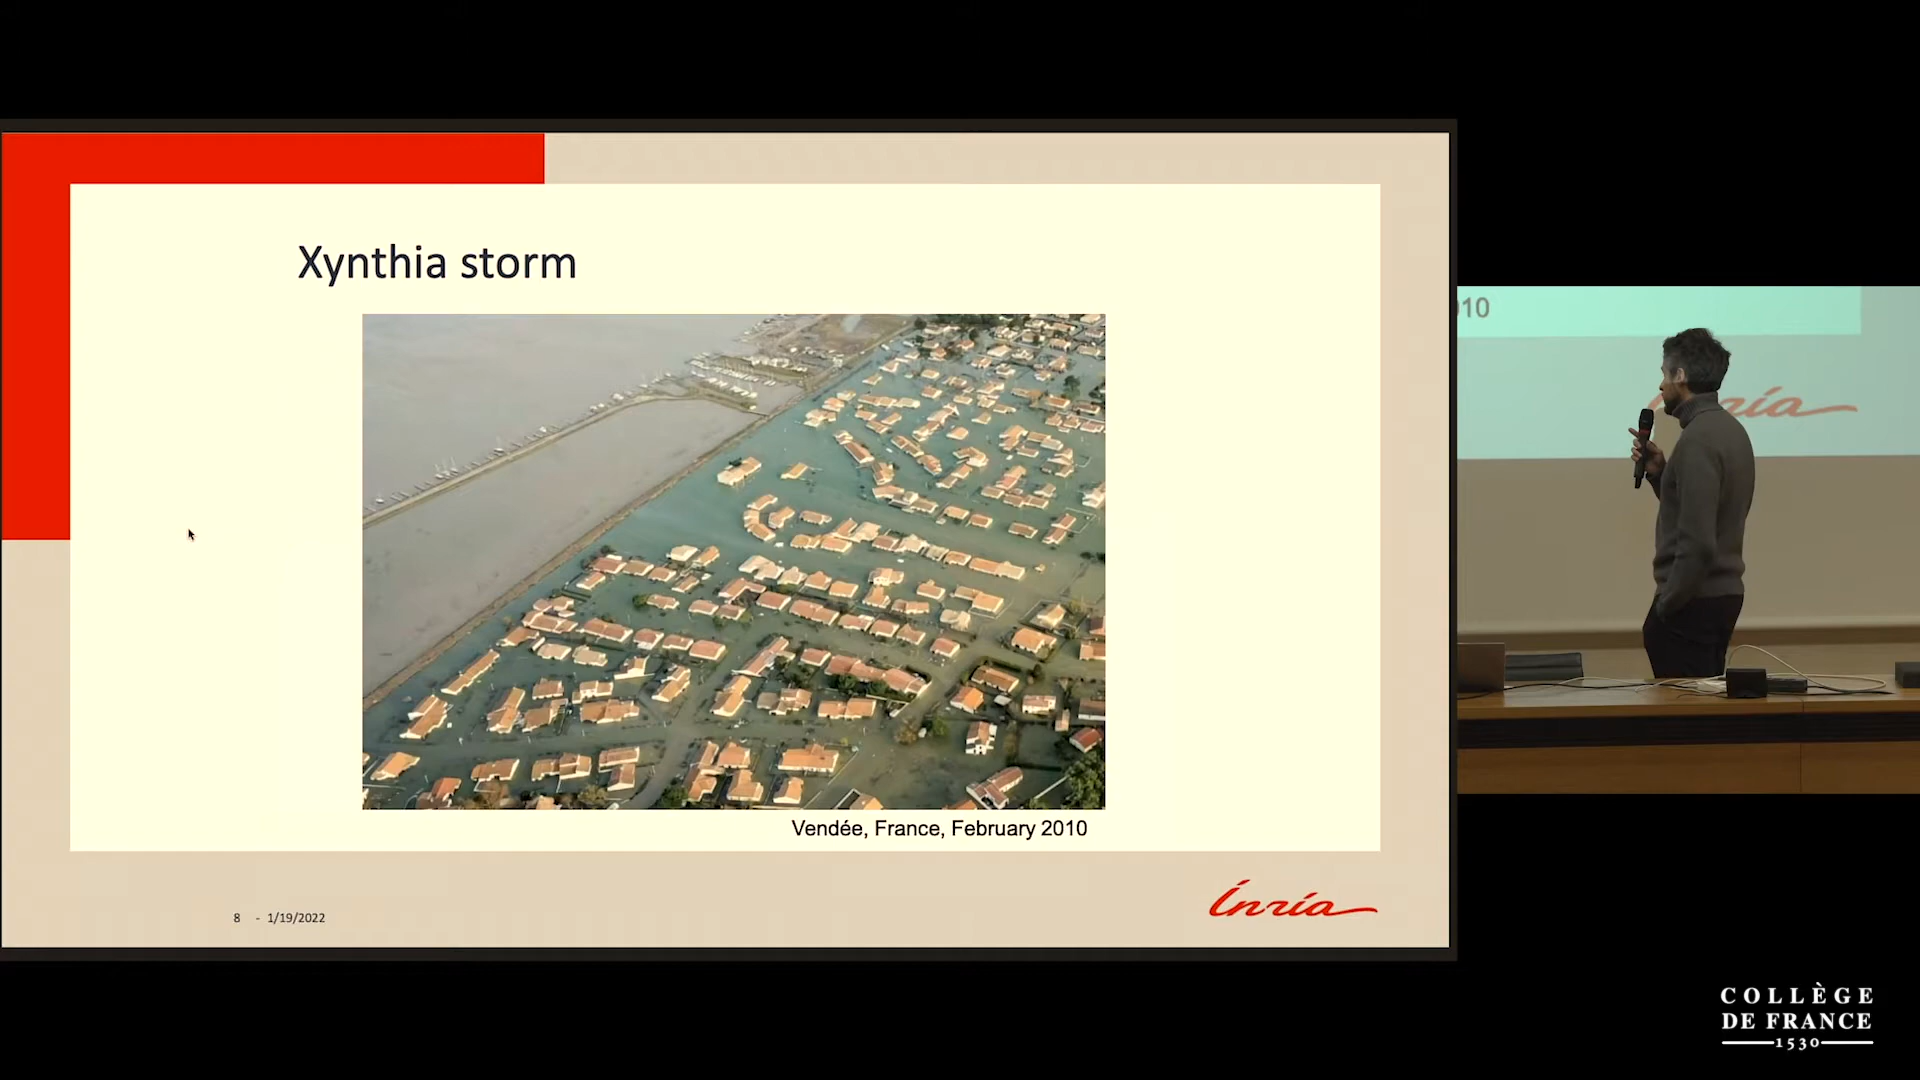 Xynthia storm
Vendée, France, February 2010
8 - 1/19/2022
Inria
10
COLLÈGE
DE FRANCE
1530